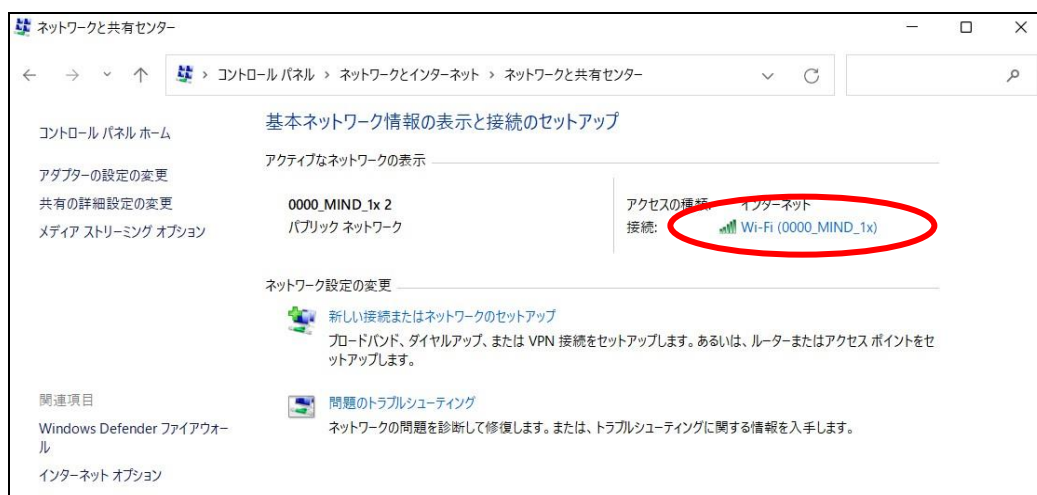 ネットワークと共有センター
コントロール パネル > ネットワークとインターネット > ネットワークと共有センター
コントロール パネル ホーム
アダプターの設定の変更
共有の詳細設定の変更
メディア ストリーミング オプション
基本ネットワーク情報の表示と接続のセットアップ
アクティブなネットワークの表示
0000_MIND_1x 2
パブリック ネットワーク
アクセスの種類: インターネット
接続: Wi-Fi (0000_MIND_1x)
ネットワーク設定の変更
新しい接続またはネットワークのセットアップ
ブロードバンド、ダイヤルアップ、または VPN 接続をセットアップします。あるいは、ルーターまたはアクセス ポイントをセ
ットアップします。
問題のトラブルシューティング
ネットワークの問題を診断して修復します。または、トラブルシューティングに関する情報を入手します。
関連項目
Windows Defender ファイアウォー
ル
インターネット オプション